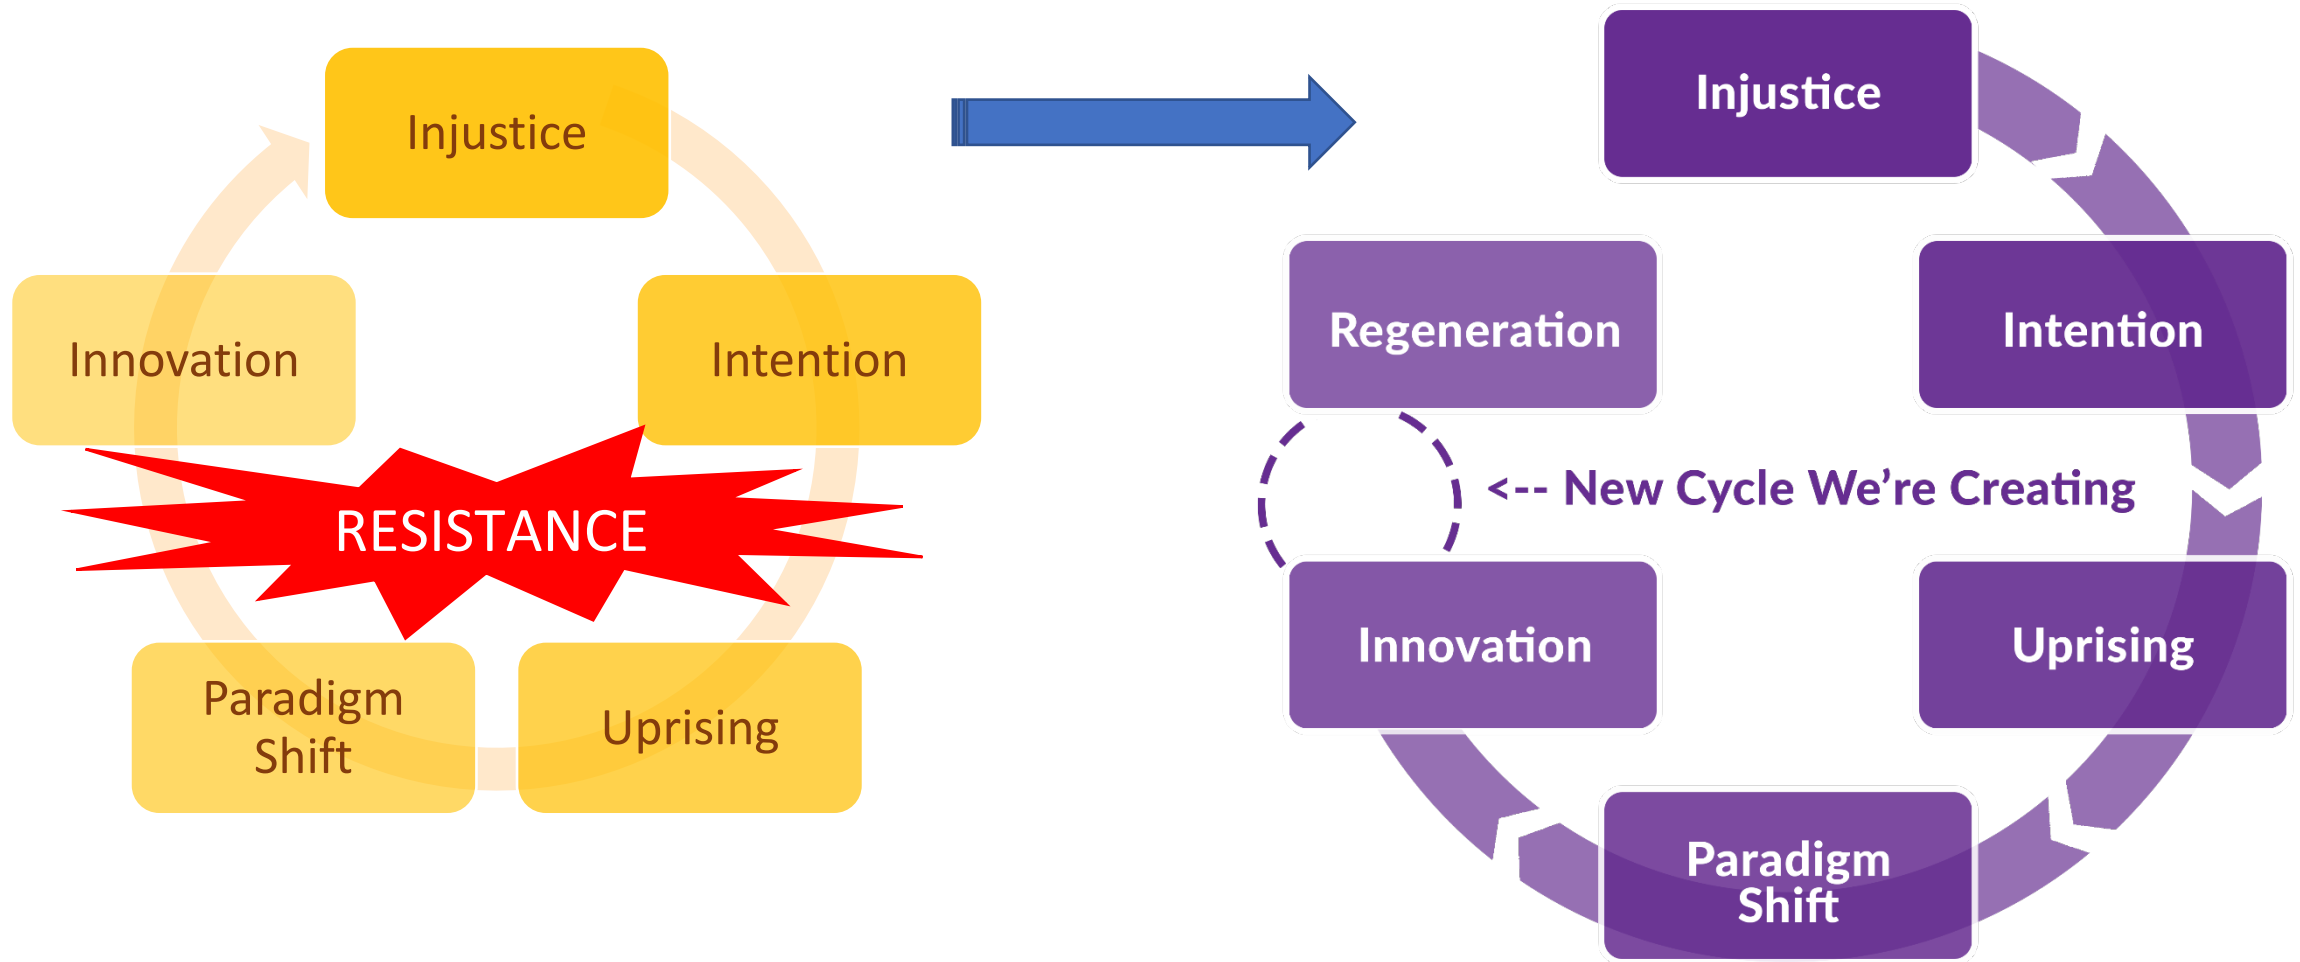 Injustice
Intention
Uprising
Paradigm
Shift
Innovation
RESISTANCE
Injustice
Intention
Uprising
Paradigm
Shift
Innovation
Regeneration
<-- New Cycle We’re Creating